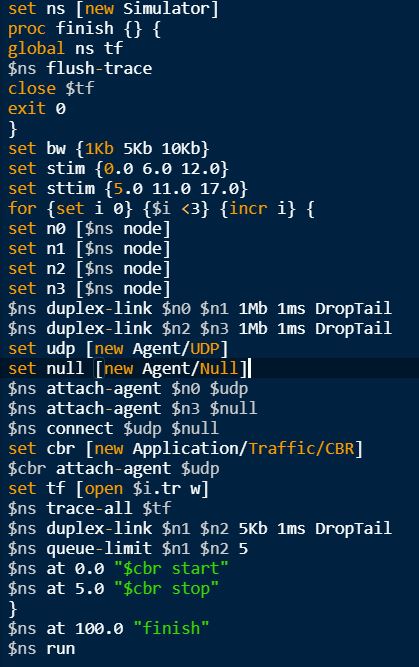 set ns [new Simulator]
proc finish {} {
global ns tf
$ns flush-trace
close $tf
exit 0
}
set bw {1Kb 5Kb 10Kb}
set stim {0.0 6.0 12.0}
set sttim {5.0 11.0 17.0}
for {set i 0} {$i <3} {incr i} {
set n0 [$ns node]
set n1 [$ns node]
set n2 [$ns node]
set n3 [$ns node]
$ns duplex-link $n0 $n1 1Mb 1ms DropTail
$ns duplex-link $n2 $n3 1Mb 1ms DropTail
set udp [new Agent/UDP]
set null [new Agent/Null]
$ns attach-agent $n0 $udp
$ns attach-agent $n3 $null
$ns connect $udp $null
set cbr [new Application/Traffic/CBR]
$cbr attach-agent $udp
set tf [open $i.tr w]
$ns trace-all $tf
$ns duplex-link $n1 $n2 5Kb 1ms DropTail
$ns queue-limit $n1 $n2 5
$ns at 0.0 "$cbr start"
$ns at 5.0 "$cbr stop"
}
$ns at 100.0 "finish"
$ns run